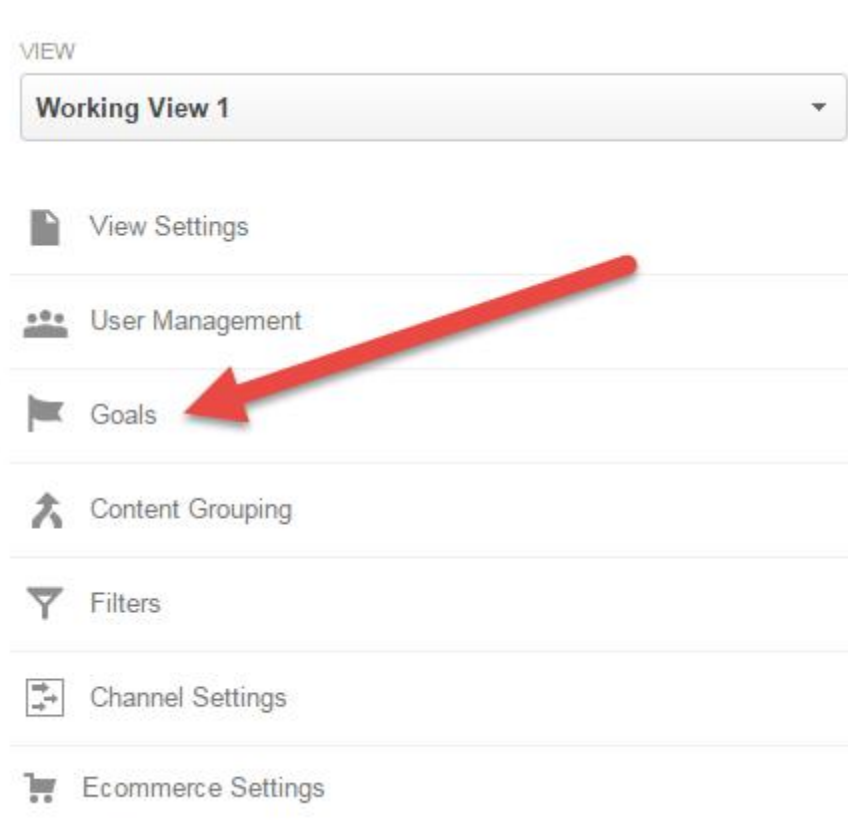 VIEW
Working View 1
View Settings
User Management
Goals
Content Grouping
Filters
Channel Settings
Ecommerce Settings